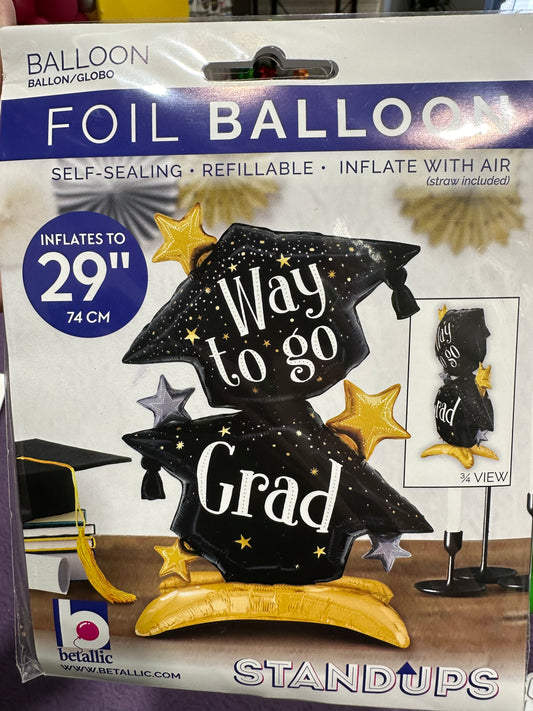 BALLOON
BALLON/GLOBO
FOIL BALLOON
SELF-SEALING • REFILLABLE • INFLATE WITH AIR
(straw included)
INFLATES TO
29"
74 CM
Way
to go
Grad
Way
to go
Grad
¾ VIEW
b
betallic
WWW.BETALLIC.COM
STANDUPS